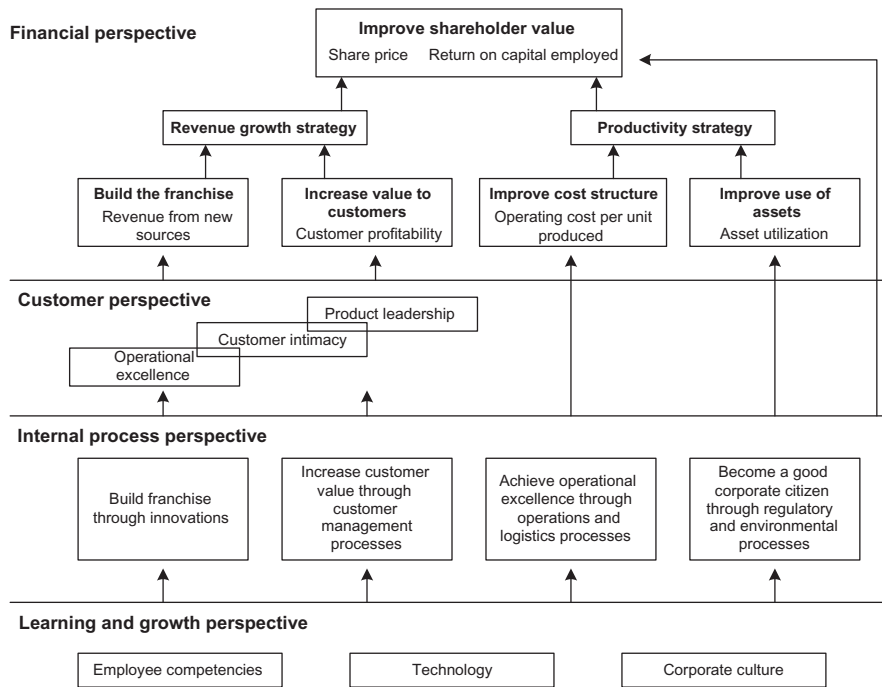 Financial perspective
Improve shareholder value
Share price Return on capital employed
Revenue growth strategy
Productivity strategy
Build the franchise
Revenue from new
sources
Increase value to
customers
Customer profitability
Improve cost structure
Operating cost per unit
produced
Improve use of
assets
Asset utilization
Customer perspective
Product leadership
Customer intimacy
Operational
excellence
Internal process perspective
Build franchise
through innovations
Increase customer
value through
customer
management
processes
Achieve operational
excellence through
operations and
logistics processes
Become a good
corporate citizen
through regulatory
and environmental
processes
Learning and growth perspective
Employee competencies
Technology
Corporate culture